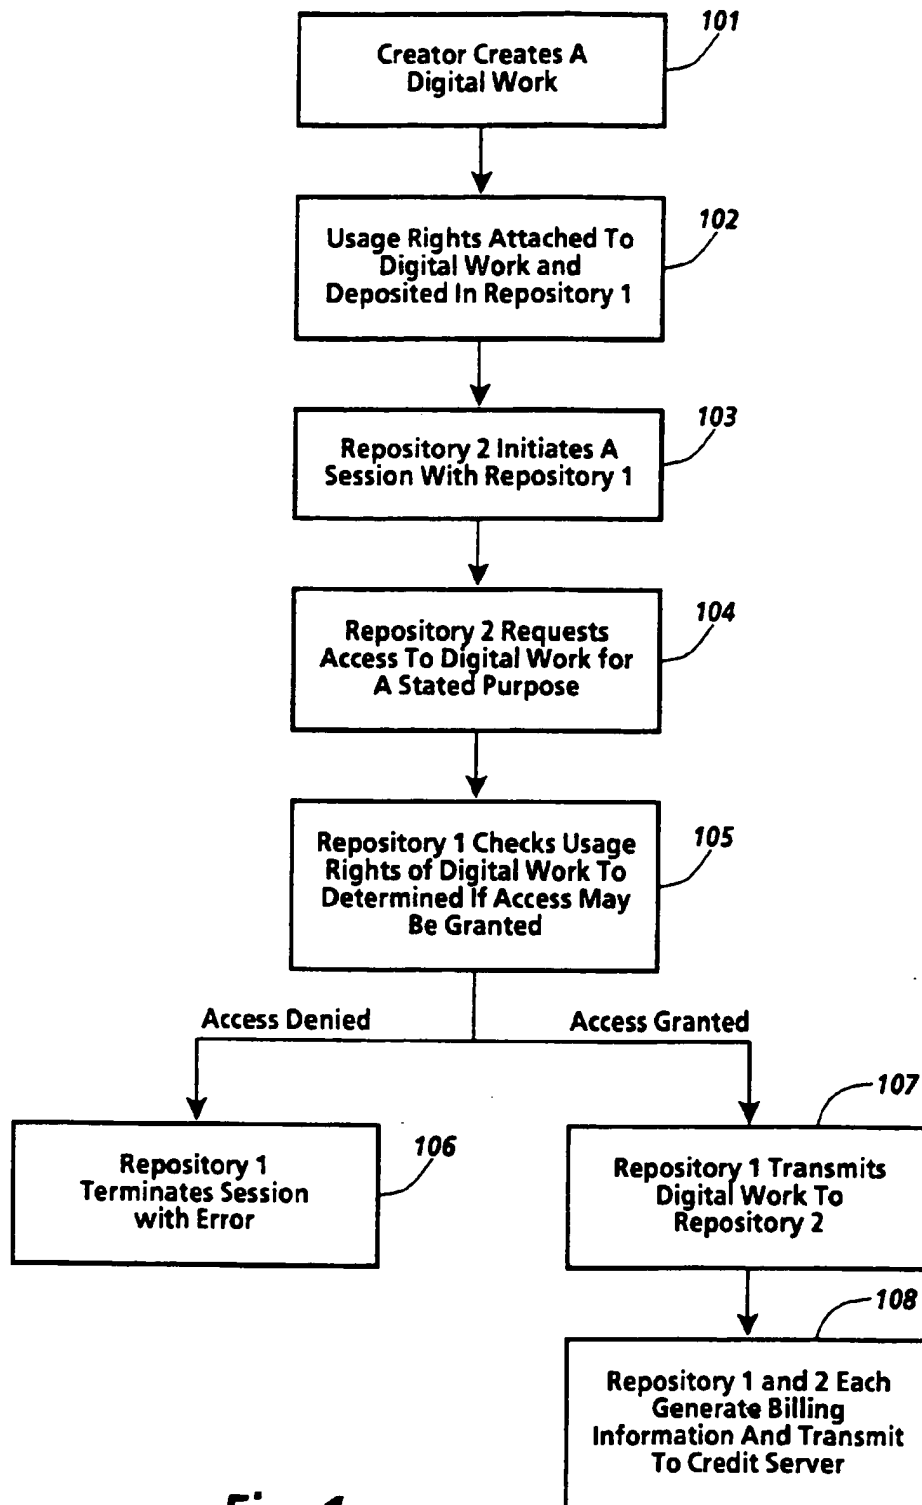 101
Creator Creates A
Digital Work
102
Usage Rights Attached To
Digital Work and
Deposited In Repository 1
103
Repository 2 Initiates A
Session With Repository 1
104
Repository 2 Requests
Access To Digital Work for
A Stated Purpose
105
Repository 1 Checks Usage
Rights of Digital Work To
Determined If Access May
Be Granted
Access Denied
Access Granted
106
Repository 1
Terminates Session
with Error
107
Repository 1 Transmits
Digital Work To
Repository 2
108
Repository 1 and 2 Each
Generate Billing
Information And Transmit
To Credit Server
Fig. 1